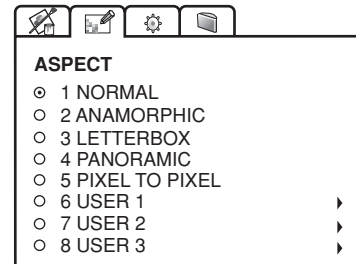 ASPECT
1 NORMAL
2 ANAMORPHIC
3 LETTERBOX
4 PANORAMIC
5 PIXEL TO PIXEL
6 USER 1
7 USER 2
8 USER 3